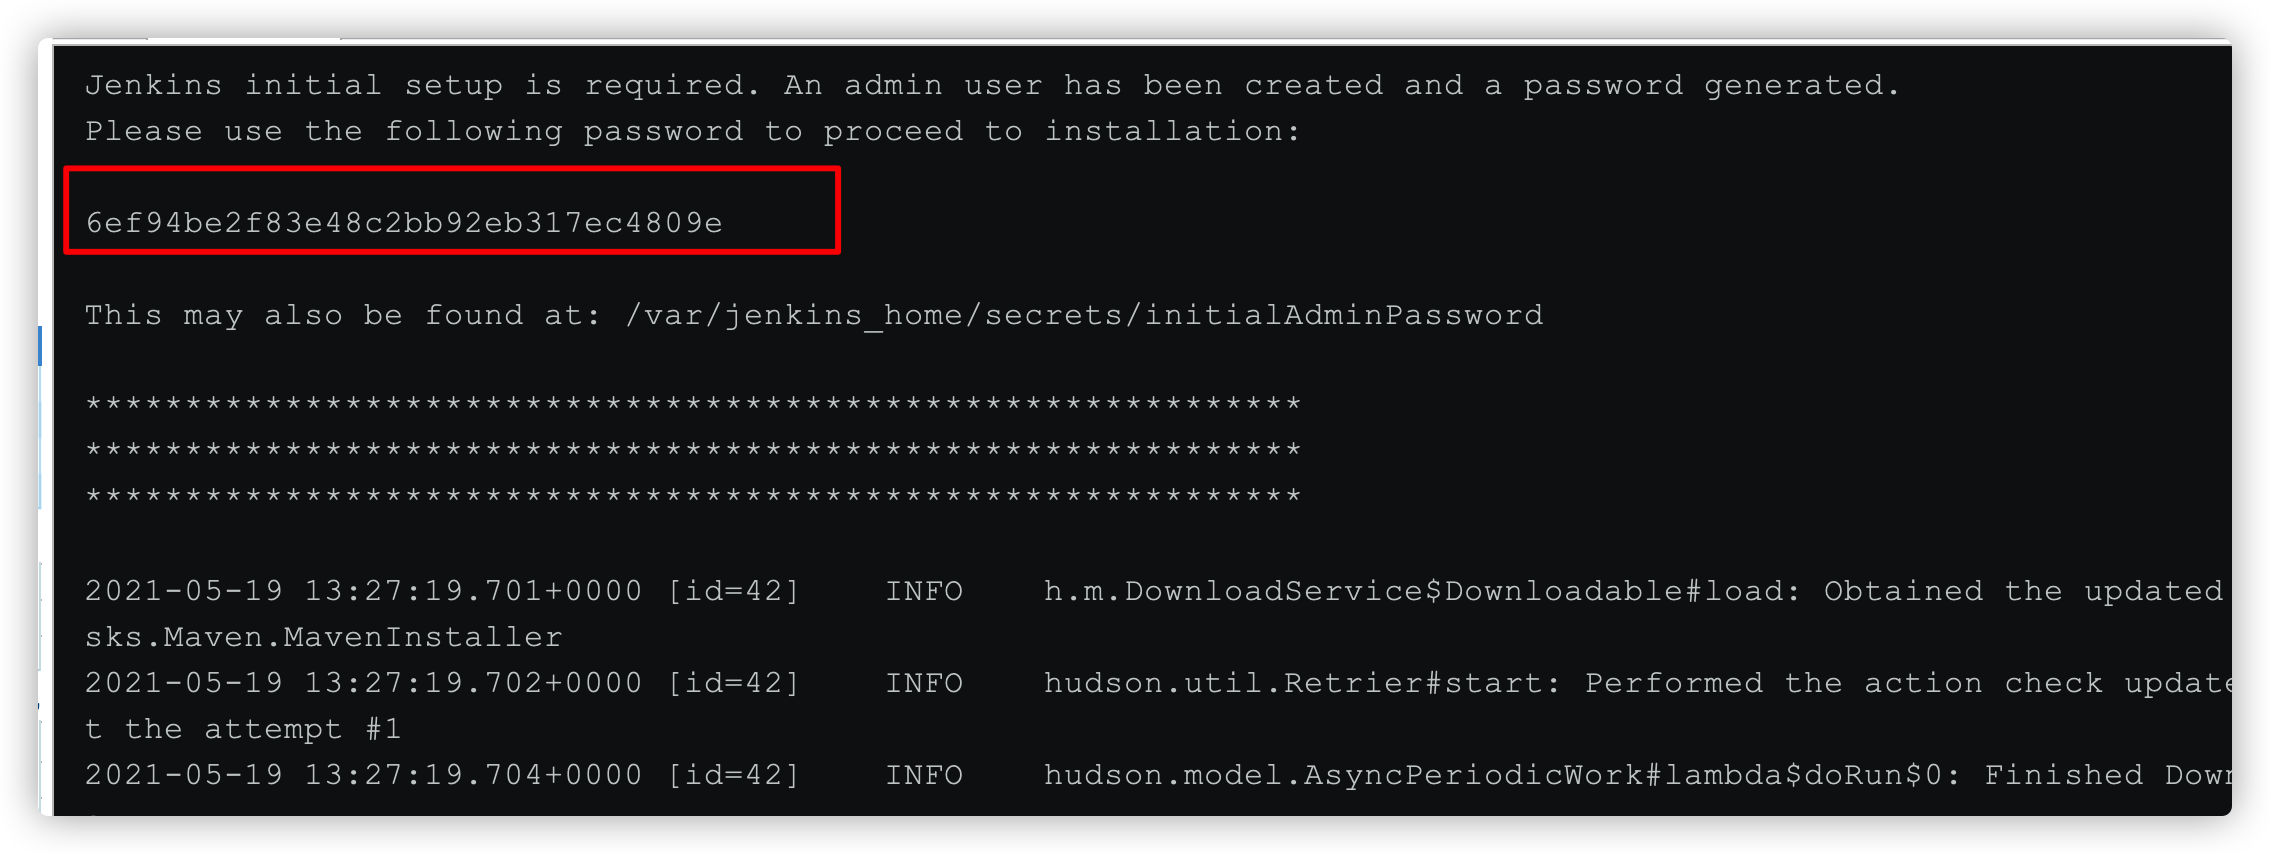 Jenkins initial setup is required. An admin user has been created and a password generated.
Please use the following password to proceed to installation:
6ef94be2f83e48c2bb92eb317ec4809e
This may also be found at: /var/jenkins_home/secrets/initialAdminPassword
*************************************************************
*************************************************************
*************************************************************
2021-05-19 13:27:19.701+0000 [id=42]    INFO    h.m.DownloadService$Downloadable#load: Obtained the updated
sks.Maven.MavenInstaller
2021-05-19 13:27:19.702+0000 [id=42]    INFO    hudson.util.Retrier#start: Performed the action check update
t the attempt #1
2021-05-19 13:27:19.704+0000 [id=42]    INFO    hudson.model.AsyncPeriodicWork#lambda$doRun$0: Finished Down